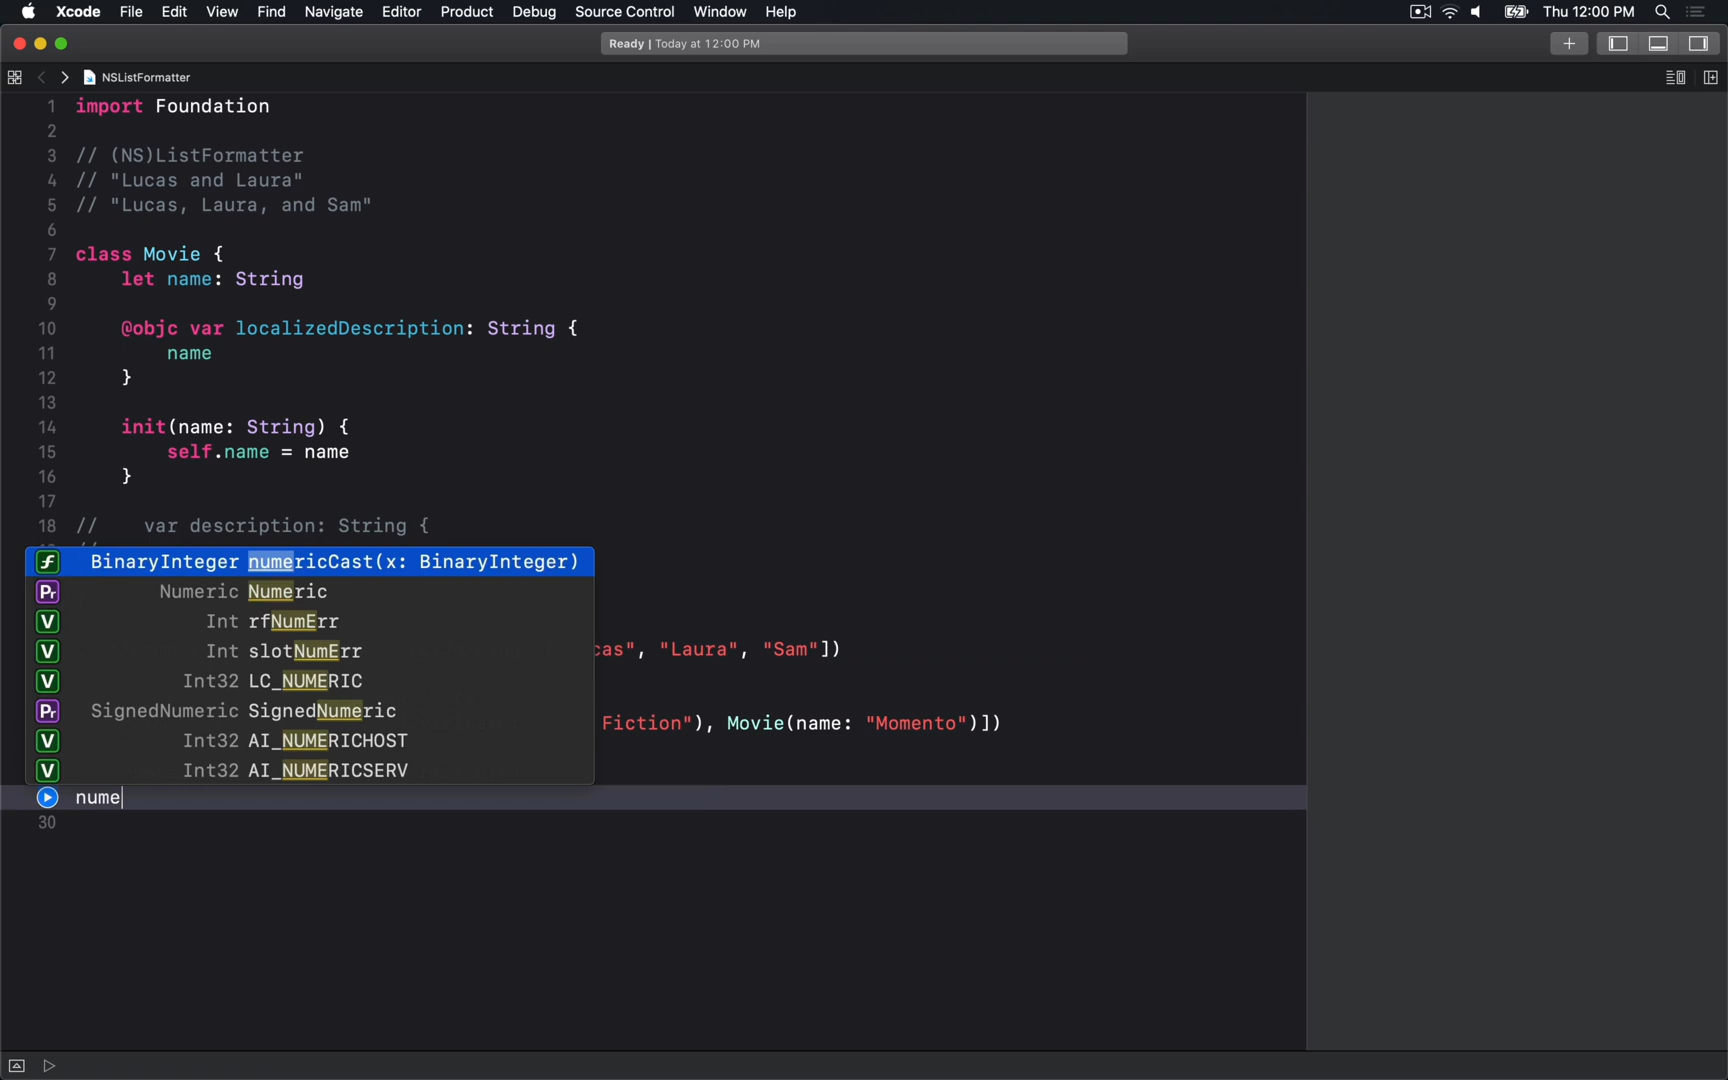 Xcode File Edit View Find Navigate Editor Product Debug Source Control Window Help Thu 12:00 PM
Ready | Today at 12:00 PM
NSListFormatter
1 import Foundation
2
3 // (NS)ListFormatter
4 // "Lucas and Laura"
5 // "Lucas, Laura, and Sam"
6
7 class Movie {
8 let name: String
9
10 @objc var localizedDescription: String {
11 name
12 }
13
14 init(name: String) {
15 self.name = name
16 }
17
18 // var description: String {
BinaryInteger numericCast(x: BinaryInteger)
Pr Numeric Numeric
V Int rfNumErr
V Int slotNumErr
cas", "Laura", "Sam"])
V Int32 LC_NUMERIC
Pr SignedNumeric SignedNumeric
Fiction"), Movie(name: "Momento")])
V Int32 AI_NUMERICHOST
V Int32 AI_NUMERICSERV
nume
30